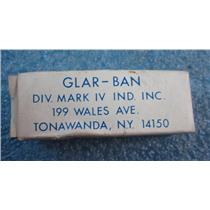 GLAR-BAN
DIV. MARK IV IND. INC.
199 WALES AVE.
TONAWANDA, N.Y. 14150